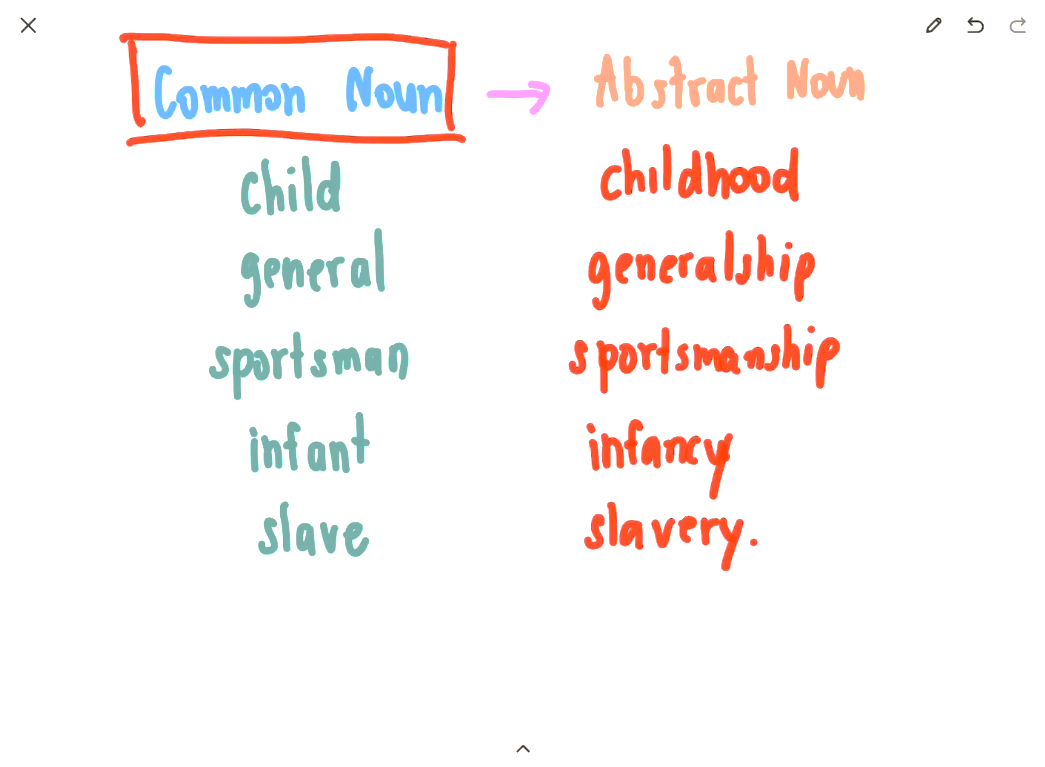 Common Noun → Abstract Noun
child childhood
general generalship
sportsman sportsmanship
infant infancy
slave slavery.